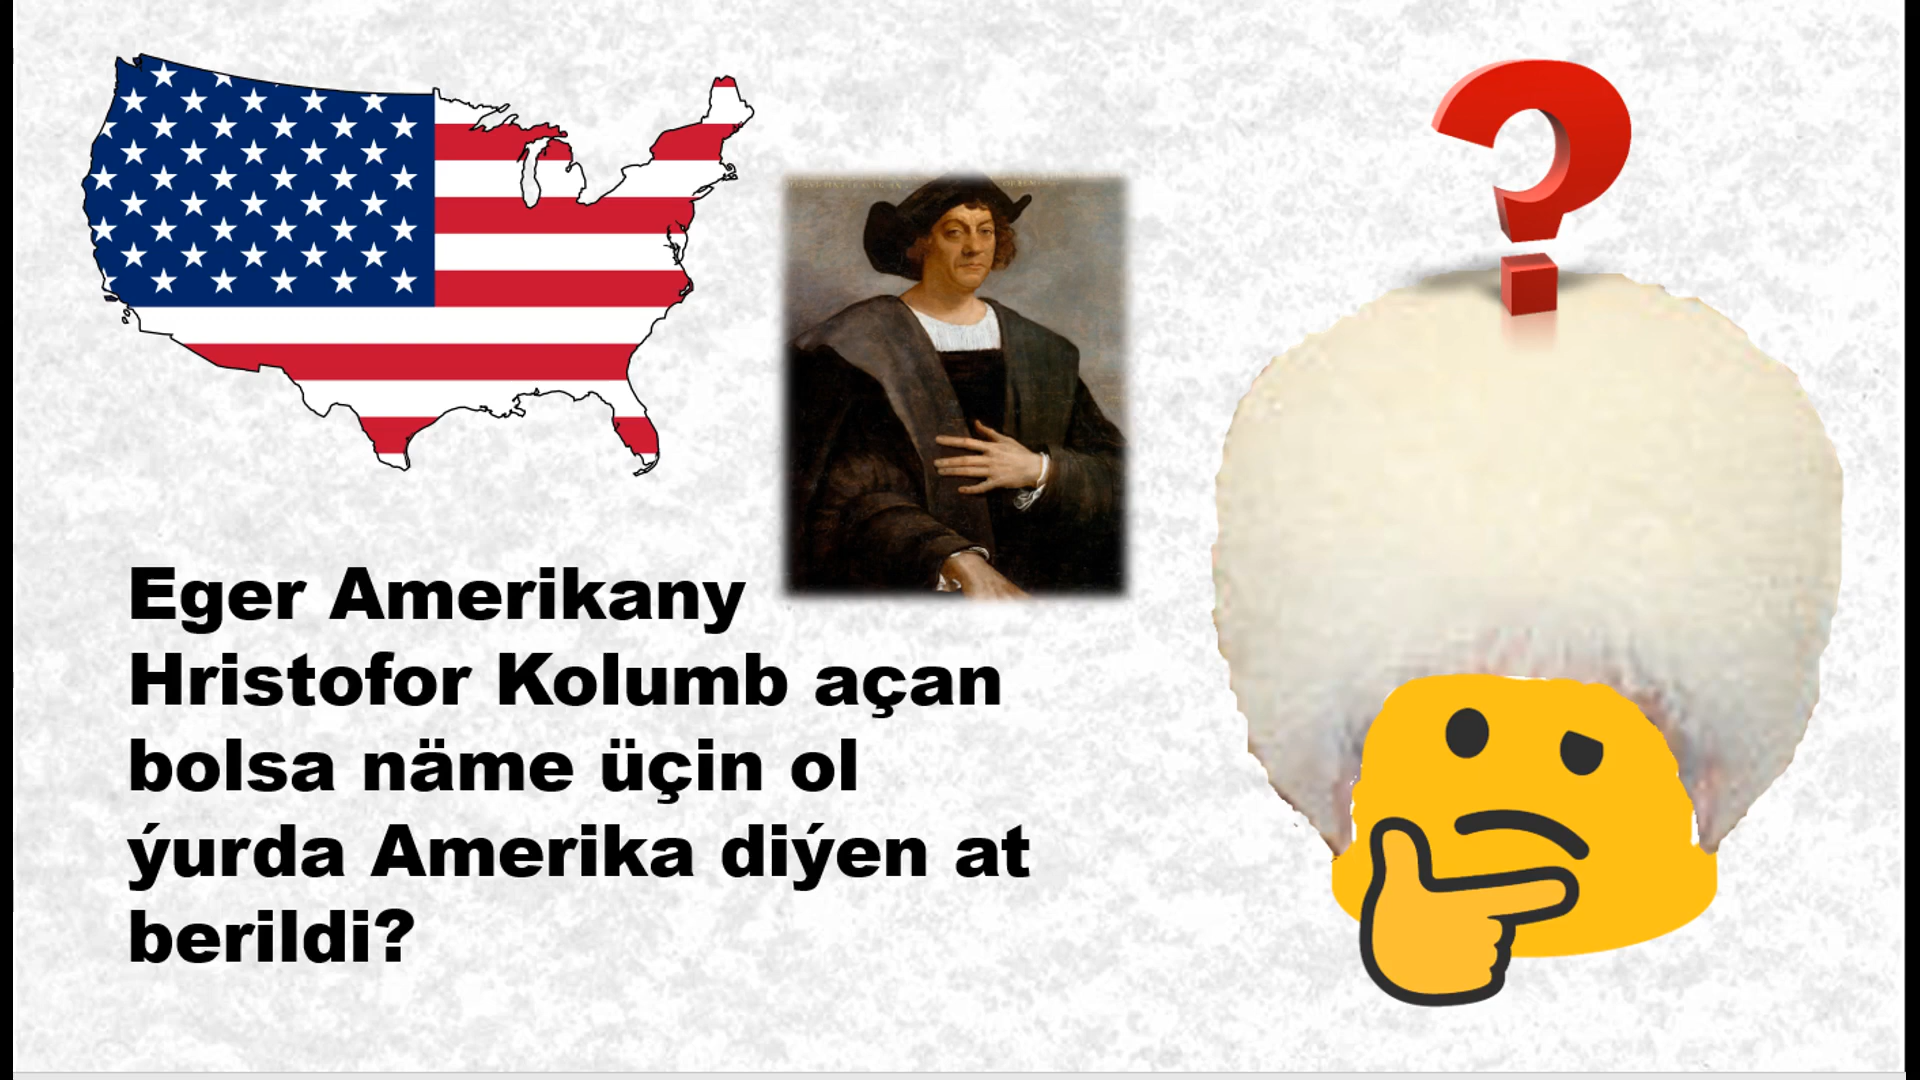 Eger Amerikany
Hristofor Kolumb açan
bolsa näme üçin ol
ýurda Amerika diýen at
berildi?